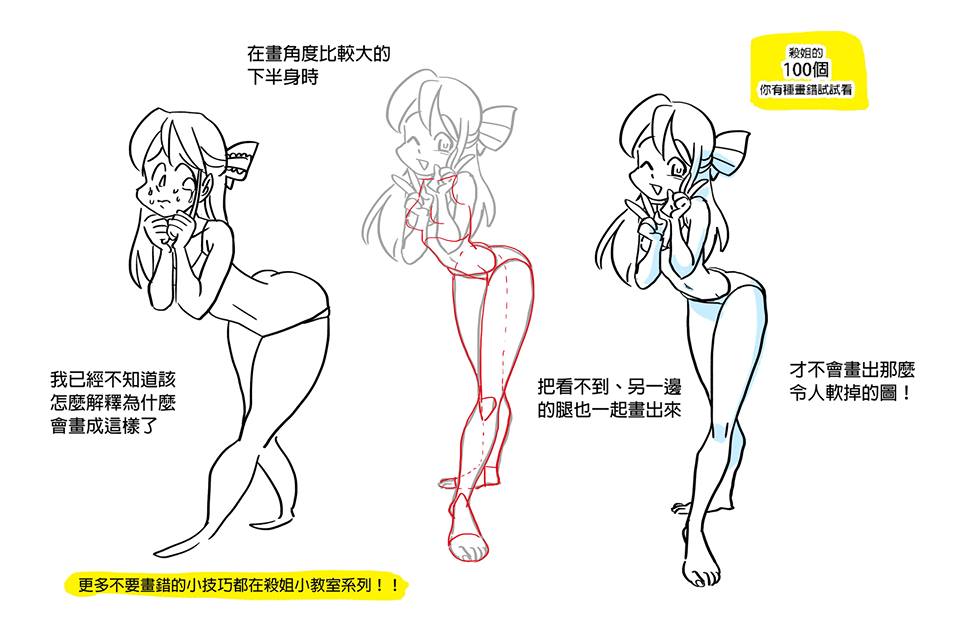 在畫角度比較大的
下半身時
殺姐的
100個
你有種畫錯試試看
我已經不知道該
怎麼解釋為什麼
會畫成這樣了
把看不到、另一邊
的腿也一起畫出來
才不會畫出那麼
令人軟掉的圖！
更多不要畫錯的小技巧都在殺姐小教室系列！！